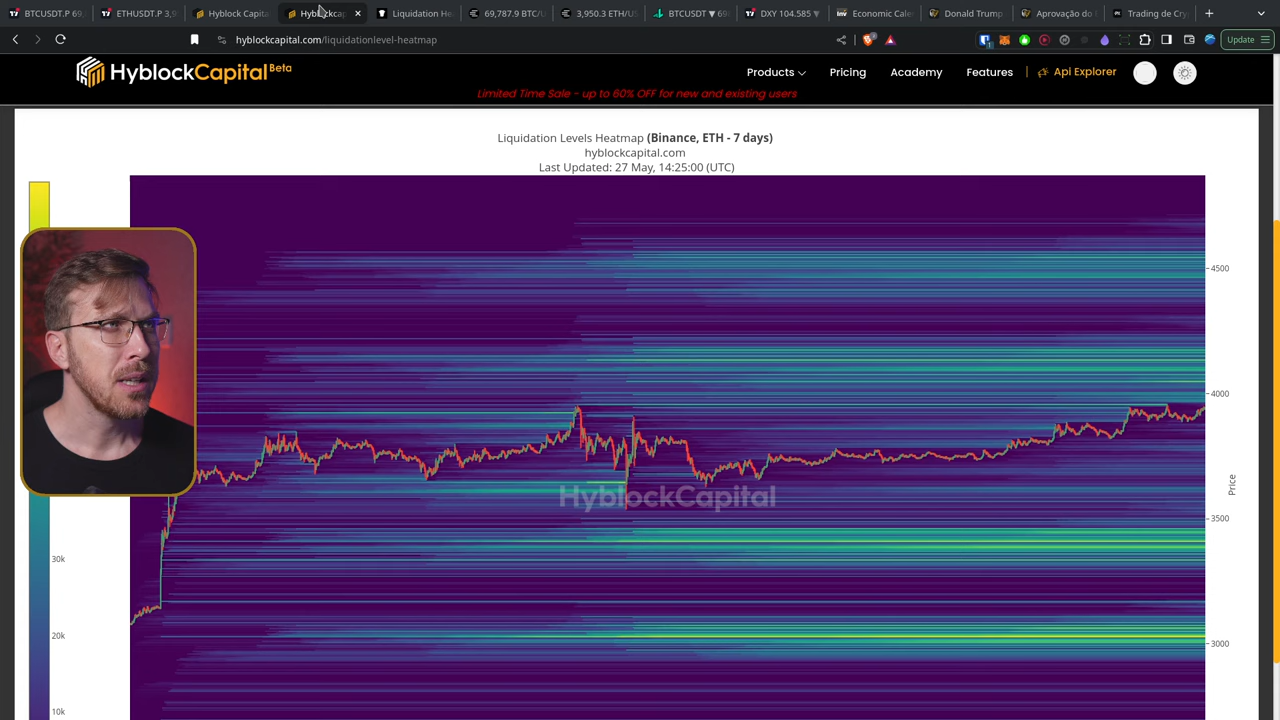 BTCUSDT.P 69,
ETHUSDT.P 3,9
Hyblock Capita
Hyblockcap
Liquidation He
69,787.9 BTC/U
3,950.3 ETH/US
BTCUSDT ▼ 69
DXY 104.585 ▼
Economic Cale
Donald Trump
Aprovação do
Trading de Cry
hyblockcapital.com/liquidationlevel-heatmap
Update
HyblockCapital Beta
Products
Pricing
Academy
Features
Api Explorer
Limited Time Sale - up to 60% OFF for new and existing users
Liquidation Levels Heatmap (Binance, ETH - 7 days)
hyblockcapital.com
Last Updated: 27 May, 14:25:00 (UTC)
4500
4000
3500
3000
Price
HyblockCapital
30k
20k
10k